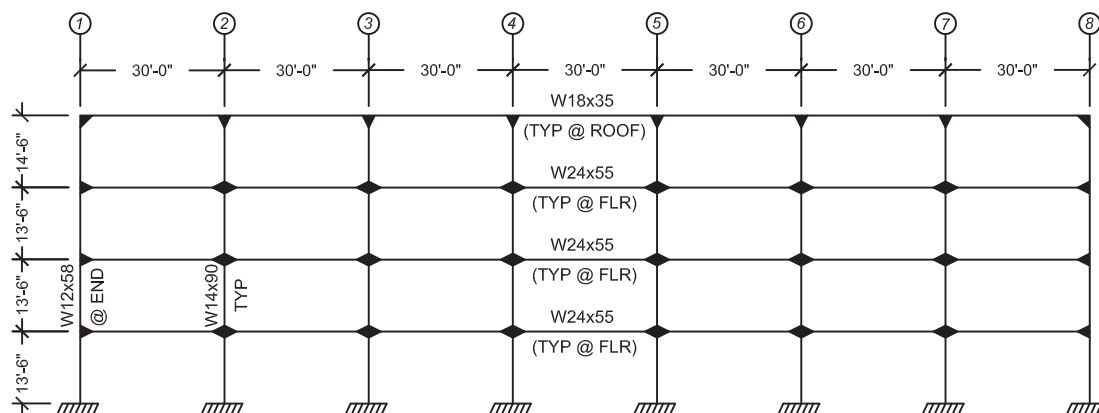 1 2 3 4 5 6 7 8
30'-0" 30'-0" 30'-0" 30'-0" 30'-0" 30'-0" 30'-0"
W18x35
(TYP @ ROOF)
14'-6"
W24x55
(TYP @ FLR)
13'-6"
W24x55
(TYP @ FLR)
13'-6"
W12x58
@ END
W14x90
TYP
W24x55
(TYP @ FLR)
13'-6"